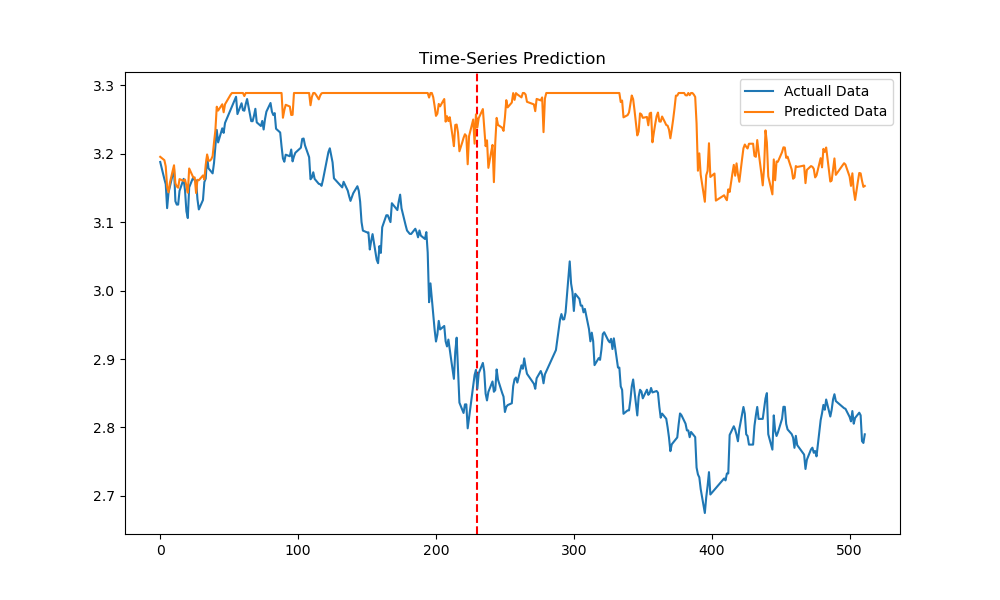 Time-Series Prediction
Actuall Data
Predicted Data
3.3
3.2
3.1
3.0
2.9
2.8
2.7
0 100 200 300 400 500